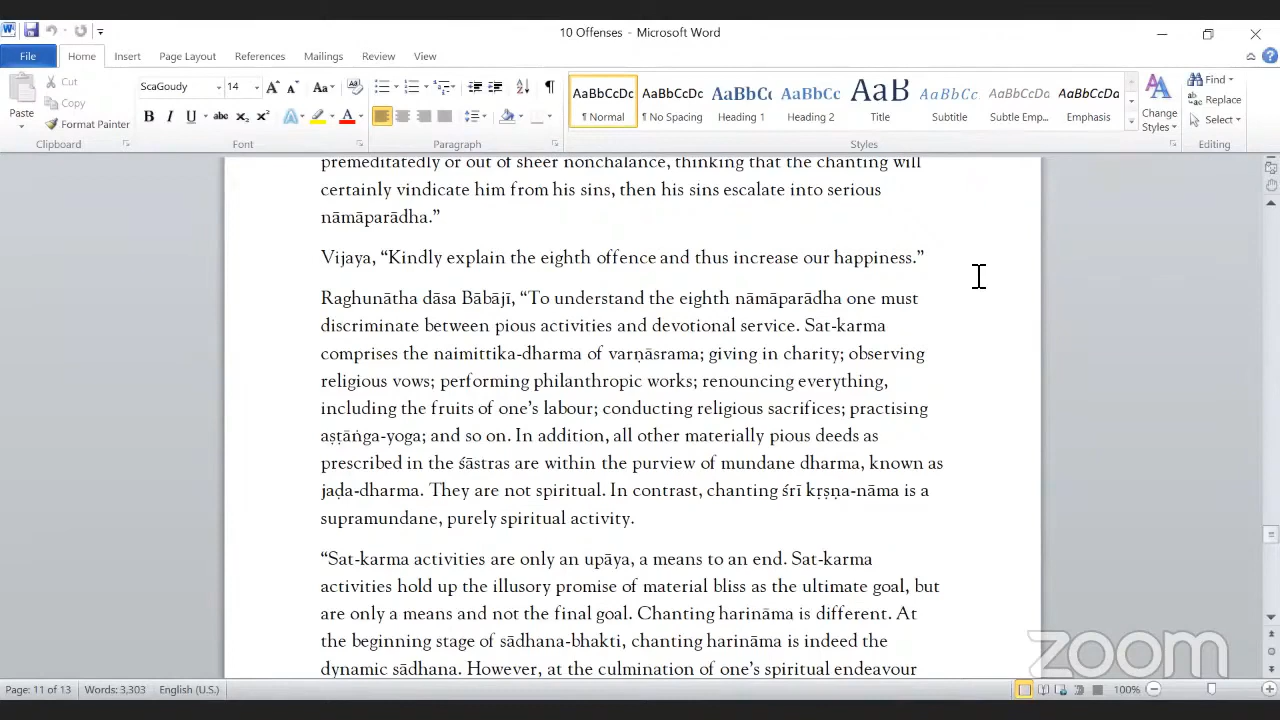 10 Offenses - Microsoft Word
File Home Insert Page Layout References Mailings Review View
Paste
Cut
Copy
Format Painter
Clipboard
ScaGoudy 14
Font
Paragraph
AaBbCcDc AaBbCcDc AaBbC AaBbCc AaB AaBbCc AaBbCcDa AaBbCcDa
¶ Normal ¶ No Spacing Heading 1 Heading 2 Title Subtitle Subtle Emp... Emphasis
Change
Styles
Styles
Find
Replace
Select
Editing
premeditatedly or out of sheer nonchalance, thinking that the chanting will
certainly vindicate him from his sins, then his sins escalate into serious
nāmāparādha.”
Vijaya, “Kindly explain the eighth offence and thus increase our happiness.”
Raghunātha dāsa Bābājī, “To understand the eighth nāmāparādha one must
discriminate between pious activities and devotional service. Sat-karma
comprises the naimittika-dharma of varṇāsrama; giving in charity; observing
religious vows; performing philanthropic works; renouncing everything,
including the fruits of one’s labour; conducting religious sacrifices; practising
aṣṭāṅga-yoga; and so on. In addition, all other materially pious deeds as
prescribed in the śāstras are within the purview of mundane dharma, known as
jaḍa-dharma. They are not spiritual. In contrast, chanting śrī kṛṣṇa-nāma is a
supramundane, purely spiritual activity.
“Sat-karma activities are only an upāya, a means to an end. Sat-karma
activities hold up the illusory promise of material bliss as the ultimate goal, but
are only a means and not the final goal. Chanting harināma is different. At
the beginning stage of sādhana-bhakti, chanting harināma is indeed the
dynamic sādhana. However, at the culmination of one’s spiritual endeavour
zoom
Page: 11 of 13 Words: 3,303 English (U.S.) 100%